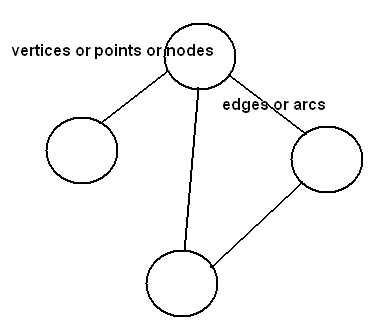 vertices or points or nodes
edges or arcs